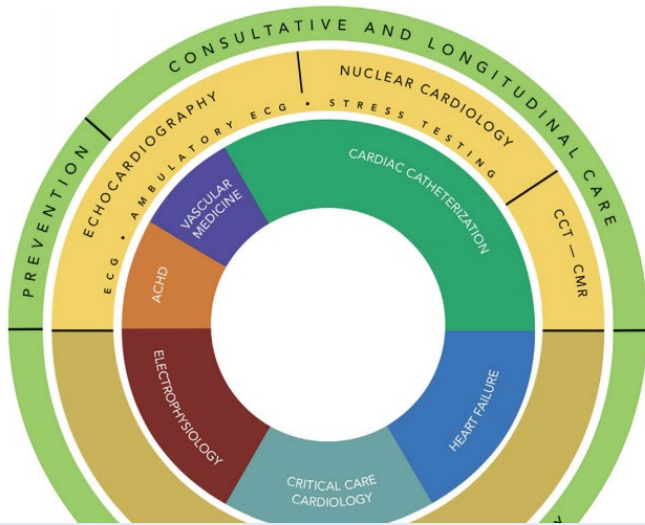 CONSULTATIVE AND LONGITUDINAL CARE
PREVENTION
ECHOCARDIOGRAPHY
NUCLEAR CARDIOLOGY
CCT — CMR
ECG • AMBULATORY ECG • STRESS TESTING
VASCULAR
MEDICINE
CARDIAC CATHETERIZATION
ACHD
ELECTROPHYSIOLOGY
HEART FAILURE
CRITICAL CARE
CARDIOLOGY